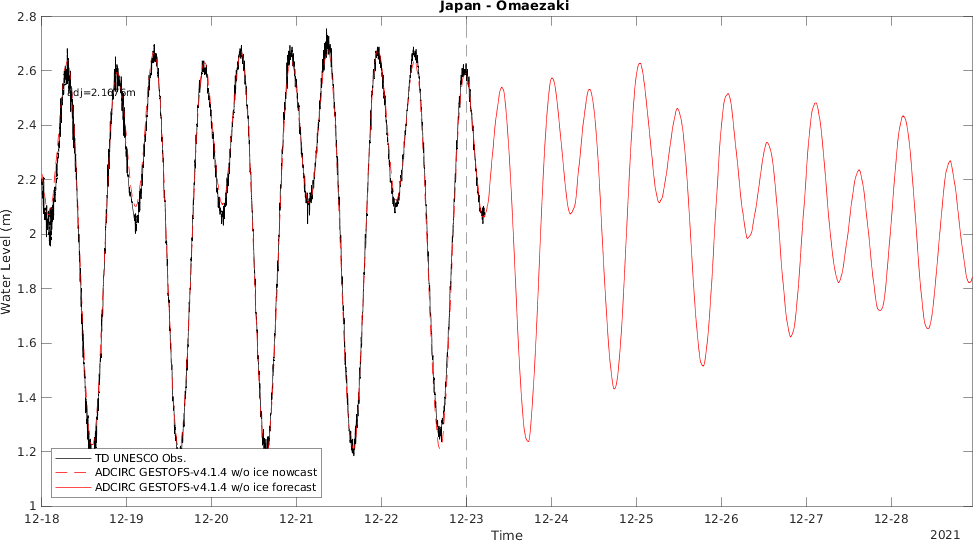 Japan - Omaezaki
2.8
2.6
2.4
2.2
2
1.8
1.6
1.4
1.2
1
Water Level (m)
adj=2.1676m
TD UNESCO Obs.
ADCIRC GESTOFS-v4.1.4 w/o ice nowcast
ADCIRC GESTOFS-v4.1.4 w/o ice forecast
12-18 12-19 12-20 12-21 12-22 12-23 12-24 12-25 12-26 12-27 12-28
Time
2021